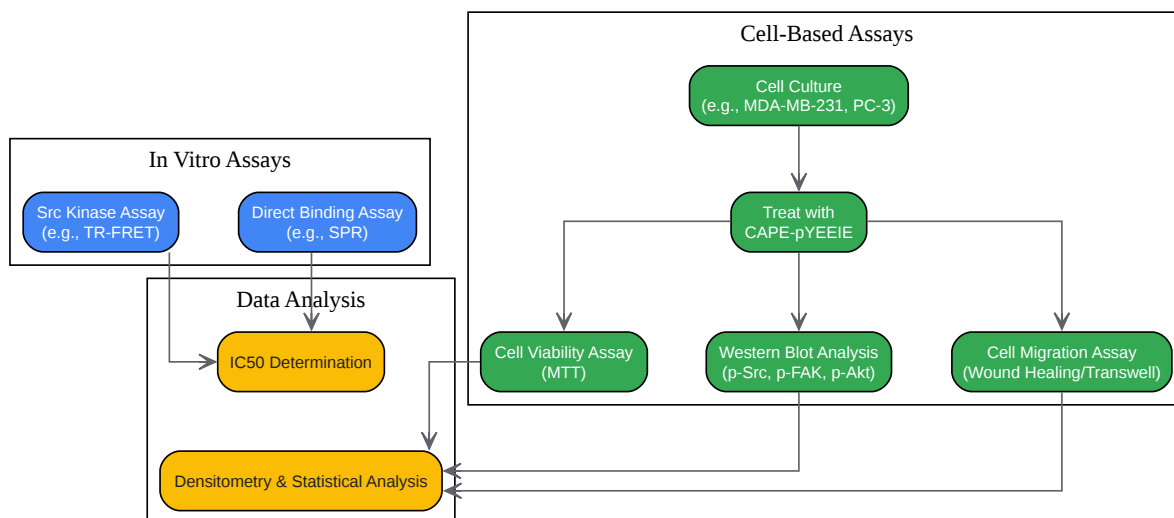 Cell-Based Assays
Cell Culture
(e.g., MDA-MB-231, PC-3)
In Vitro Assays
Src Kinase Assay
(e.g., TR-FRET)
Direct Binding Assay
(e.g., SPR)
Treat with
CAPE-pYEEIE
Data Analysis
IC50 Determination
Cell Viability Assay
(MTT)
Western Blot Analysis
(p-Src, p-FAK, p-Akt)
Cell Migration Assay
(Wound Healing/Transwell)
Densitometry & Statistical Analysis